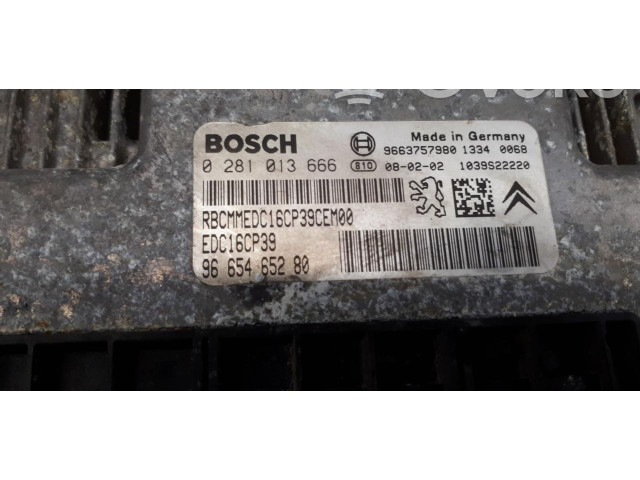 BOSCH
Made in Germany
9663757980 1334 0068
0 281 013 666 810 08-02-02 1039S22220
RBCMMEDC16CP39CEM00
EDC16CP39
96 654 652 80